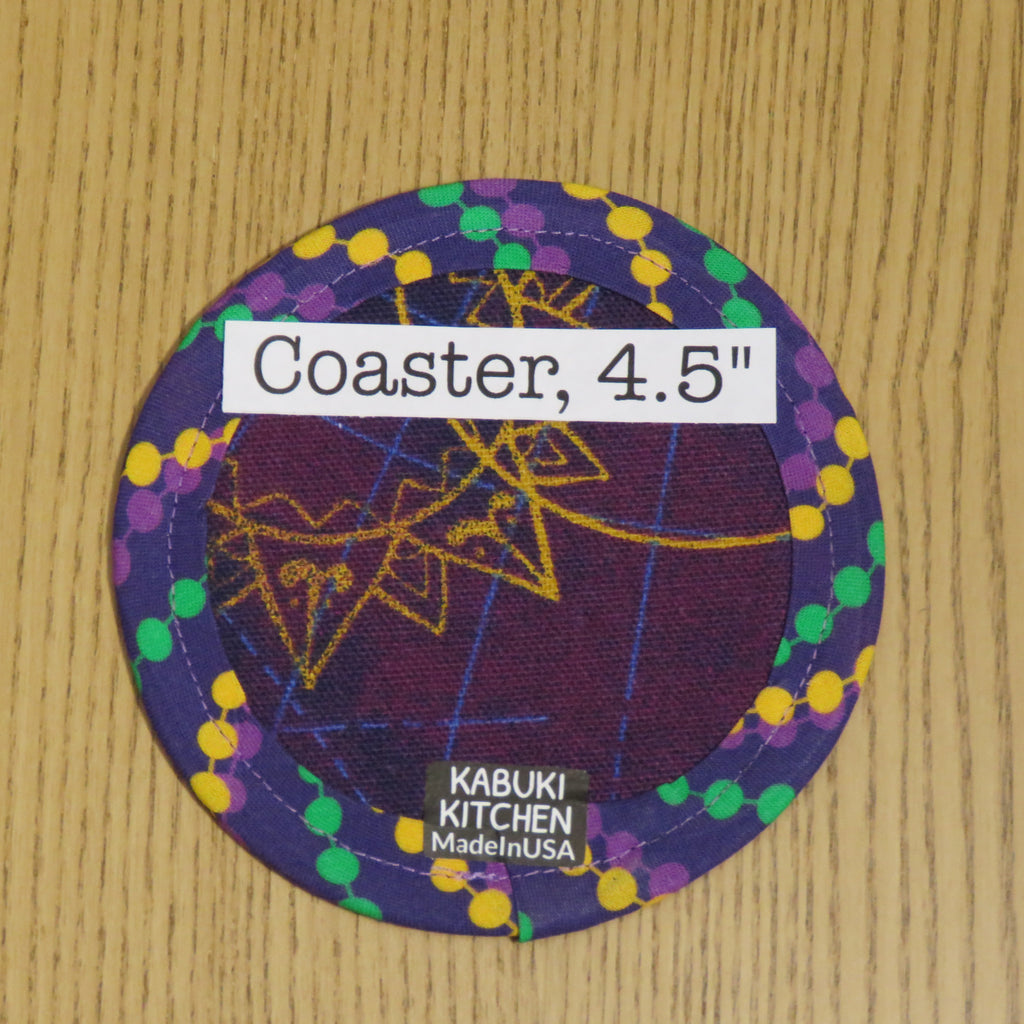 Coaster, 4.5"
KABUKI
KITCHEN
MadeInUSA